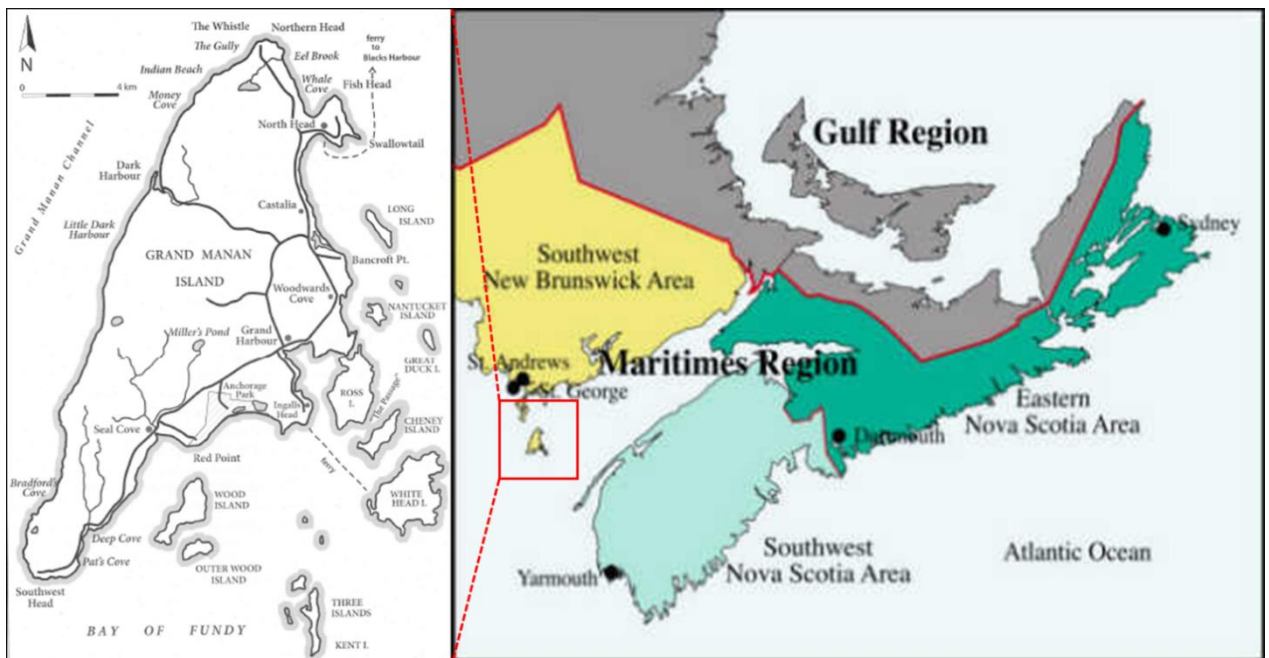 The Whistle
Northern Head
The Gully
Eel Brook
ferry
to
Blacks Harbour
Indian Beach
Whale
Cove
Fish Head
N
0
4 km
Money
Cove
North Head
Swallowtail
Grand Manan Channel
Dark
Harbour
Castalia
LONG
ISLAND
Little Dark
Harbour
GRAND MANAN
ISLAND
Bancroft Pt.
Woodwards
Cove
NANTUCKET
ISLAND
Miller's Pond
Grand
Harbour
GREAT
DUCK I.
Anchorage
Park
Ingalls
Head
ROSS
I.
"The Passage"
CHENEY
ISLAND
Seal Cove
Red Point
ferry
Bradford's
Cove
WOOD
ISLAND
WHITE
HEAD I.
Deep Cove
Pat's Cove
OUTER WOOD
ISLAND
Southwest
Head
THREE
ISLANDS
BAY OF FUNDY
KENT I.
Gulf Region
Sydney
Southwest
New Brunswick Area
St. Andrews
Maritimes Region
St. George
Eastern
Nova Scotia Area
Dartmouth
Southwest
Nova Scotia Area
Atlantic Ocean
Yarmouth